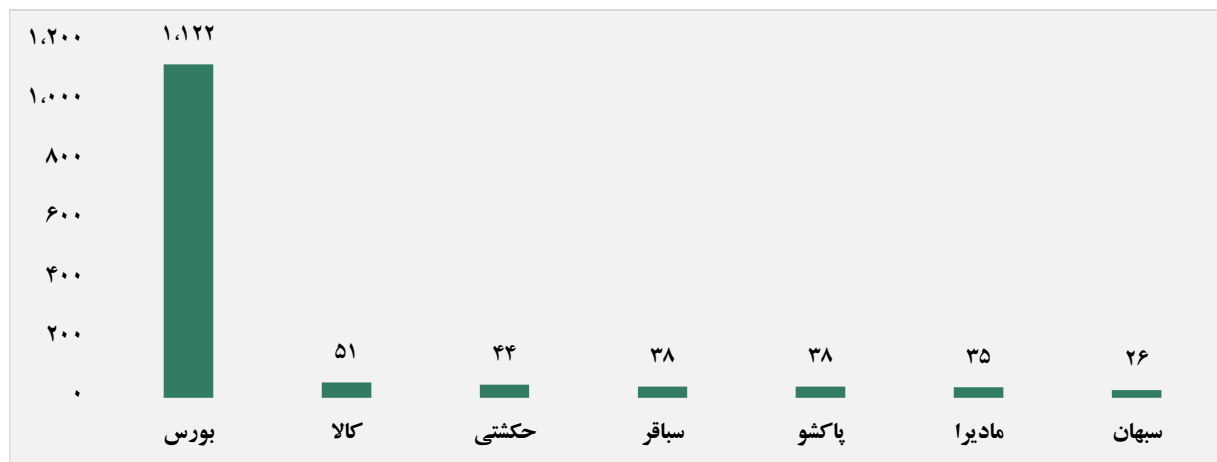 ۱،۲۰۰
۱،۰۰۰
۸۰۰
۶۰۰
۴۰۰
۲۰۰
۰
۱،۱۲۲
۵۱
۴۴
۳۸
۳۸
۳۵
۲۶
بورس
کالا
حکشتی
سباقر
پاکشو
مادیرا
سبهان